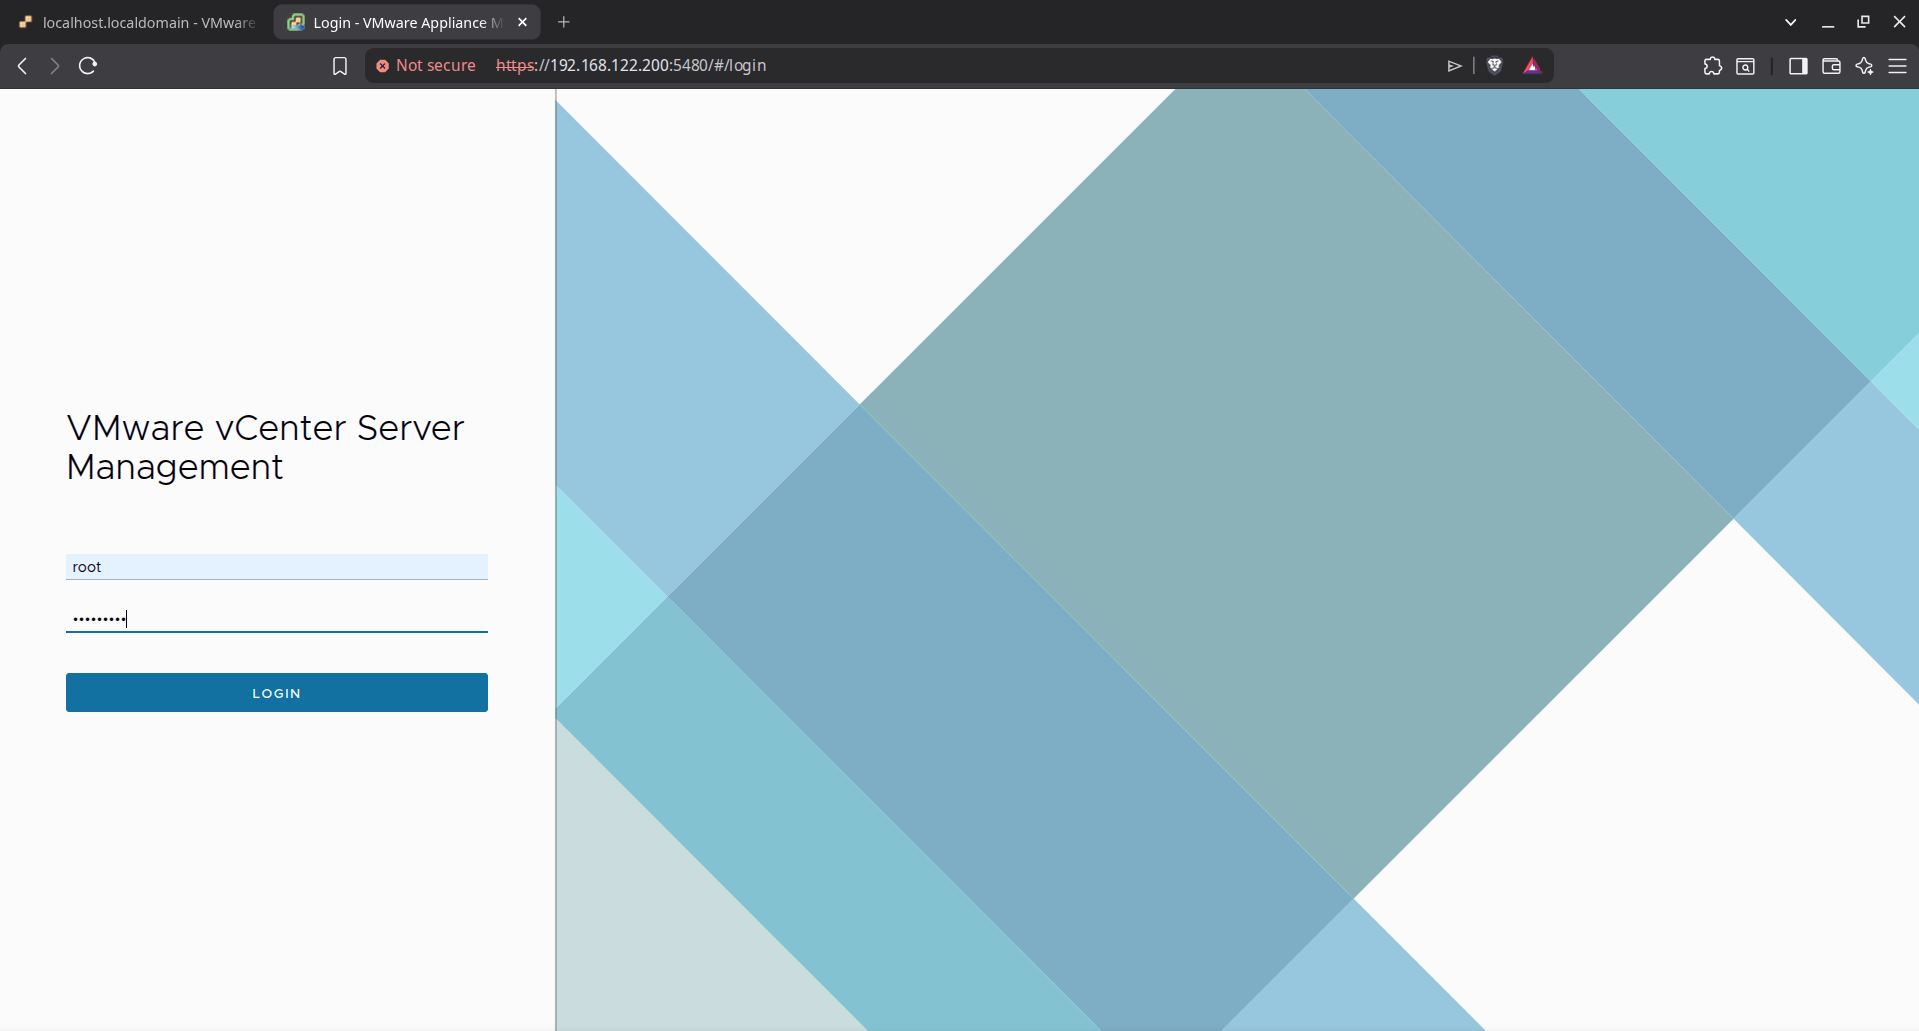 localhost.localdomain - VMware
Login - VMware Appliance M
Not secure https://192.168.122.200:5480/#/login
VMware vCenter Server
Management
root
•••••••••
LOGIN